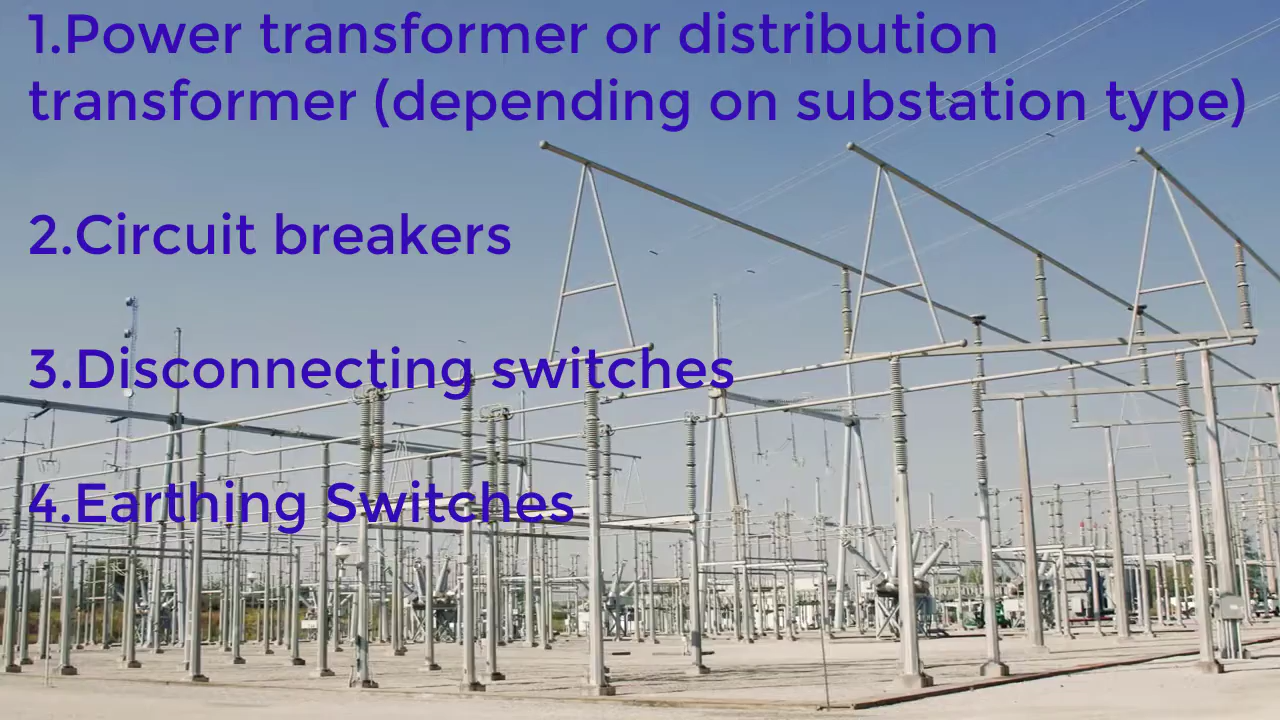 1.Power transformer or distribution
transformer (depending on substation type)
2.Circuit breakers
3.Disconnecting switches
4.Earthing Switches